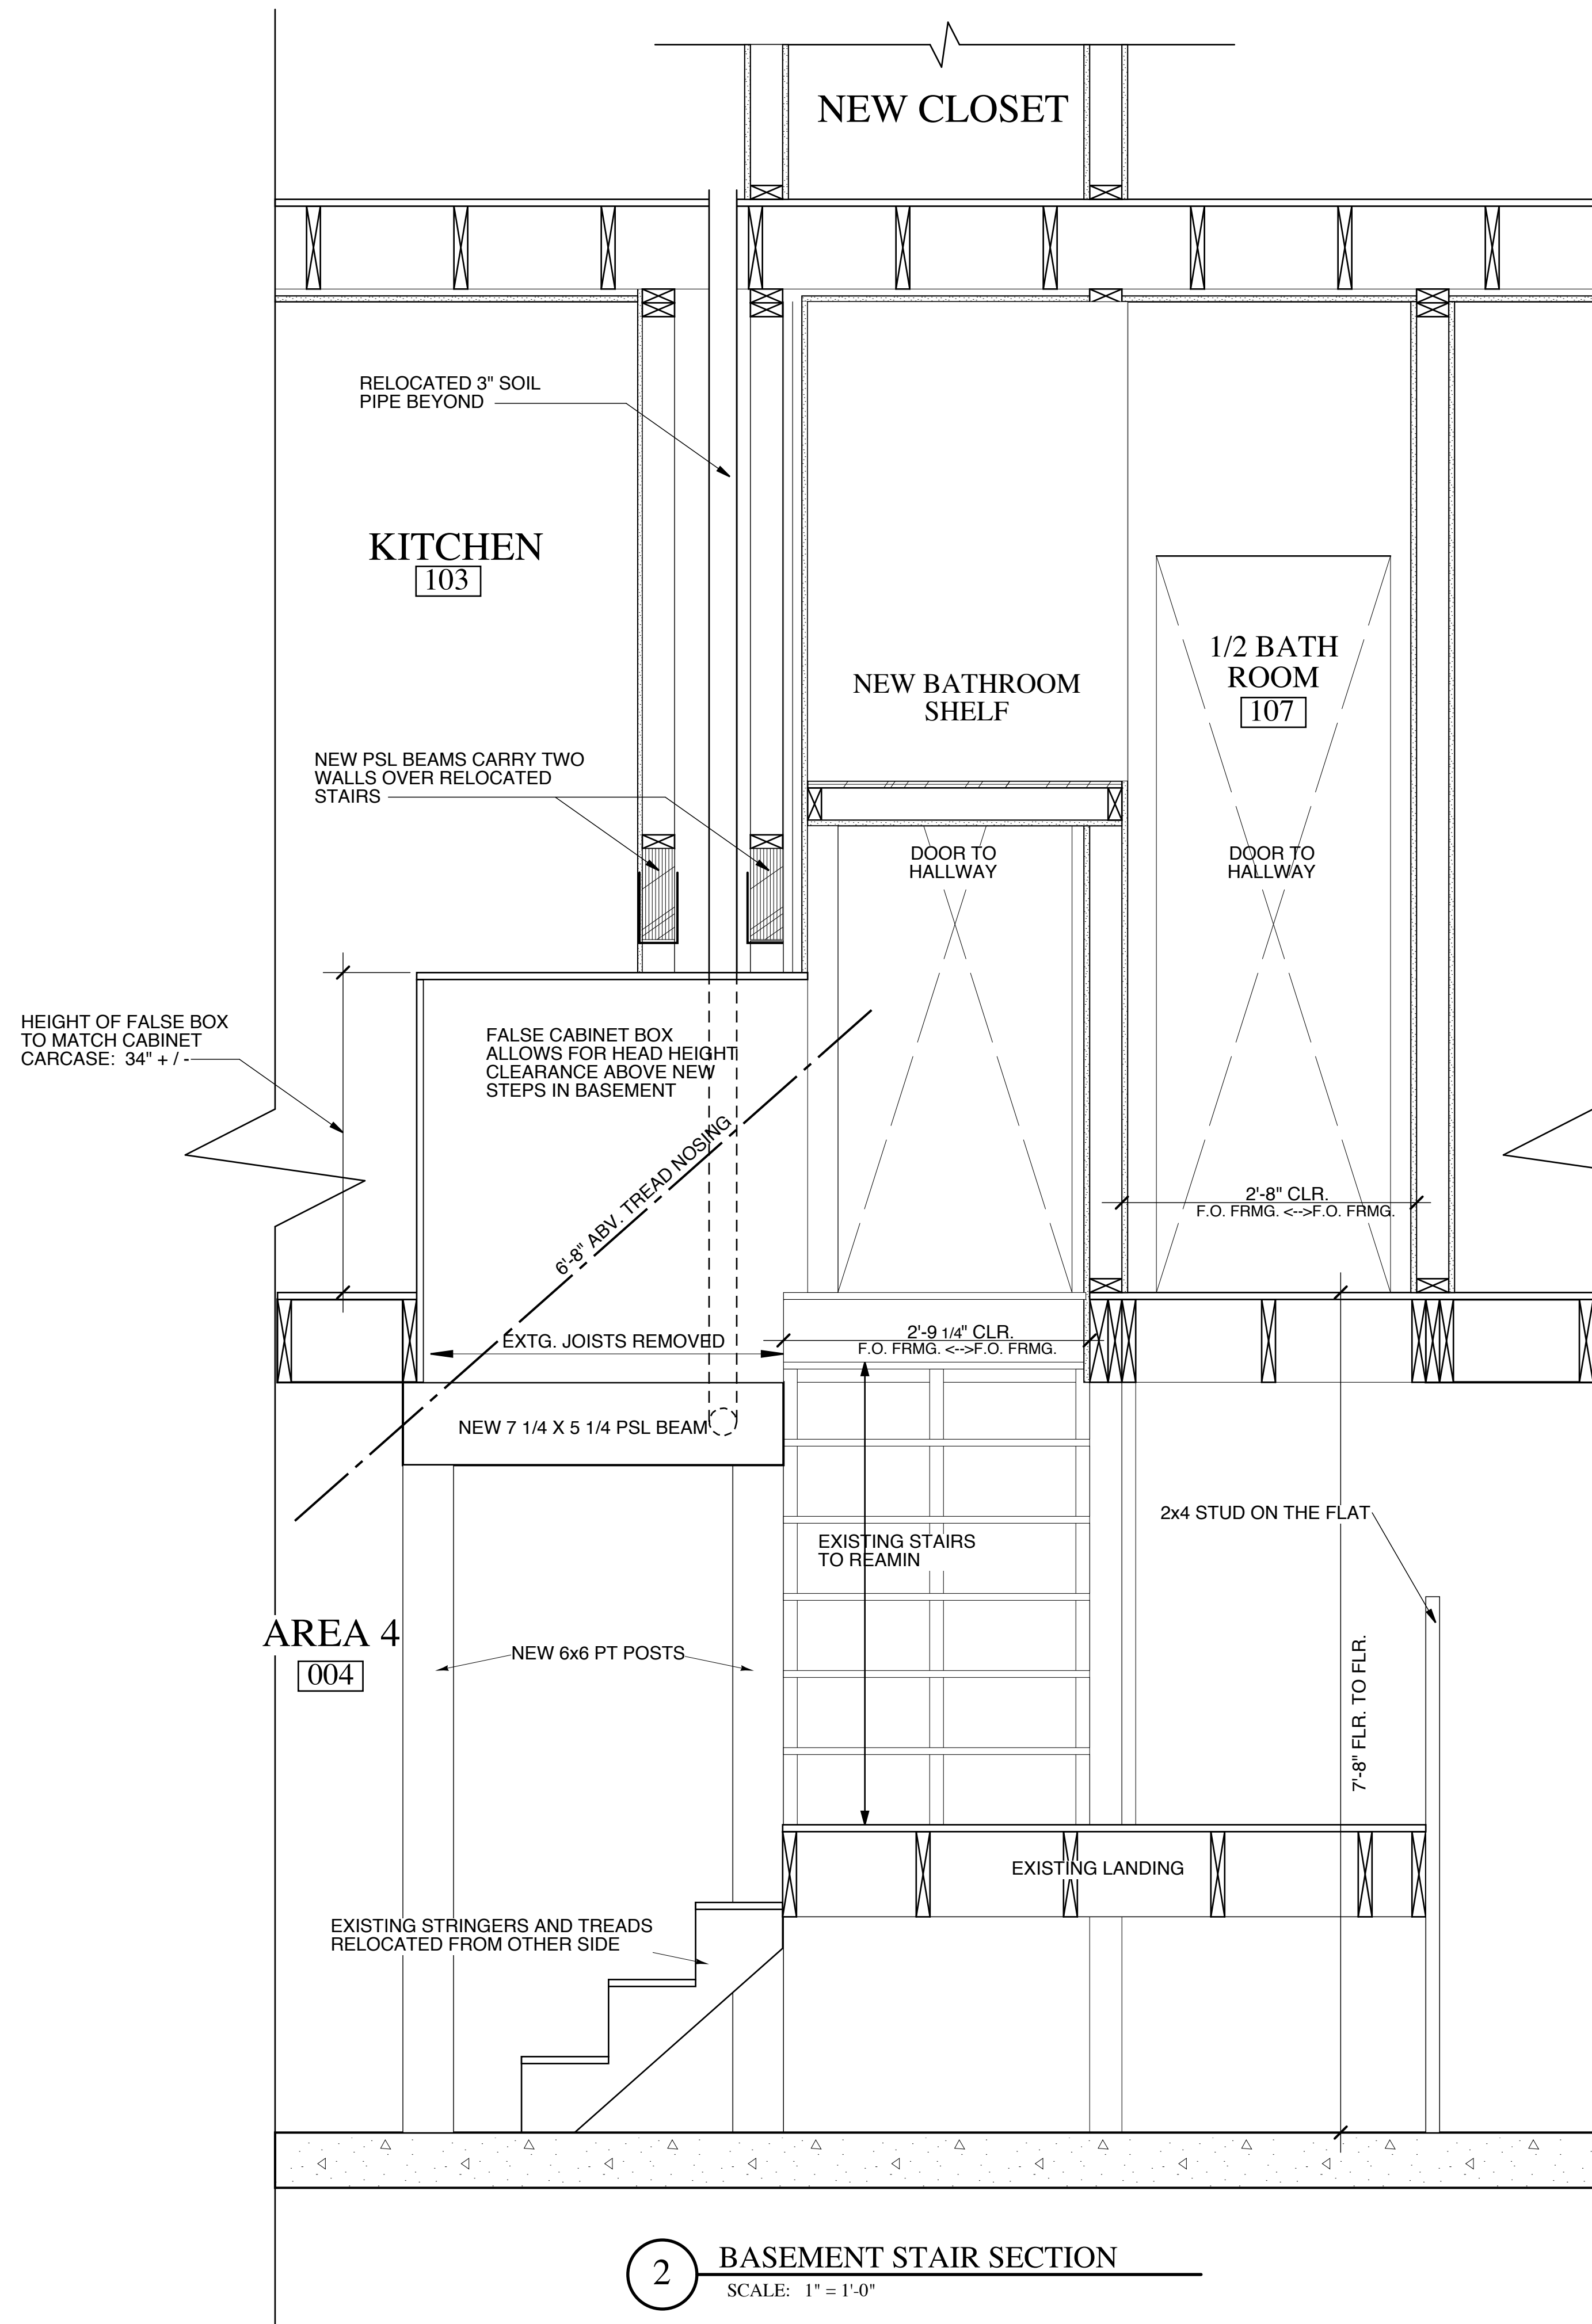 NEW CLOSET
RELOCATED 3" SOIL
PIPE BEYOND
KITCHEN
103
1/2 BATH
ROOM
107
NEW BATHROOM
SHELF
NEW PSL BEAMS CARRY TWO
WALLS OVER RELOCATED
STAIRS
DOOR TO
HALLWAY
DOOR TO
HALLWAY
HEIGHT OF FALSE BOX
TO MATCH CABINET
CARCASE: 34" + / -
FALSE CABINET BOX
ALLOWS FOR HEAD HEIGHT
CLEARANCE ABOVE NEW
STEPS IN BASEMENT
6'-8" ABV. TREAD NOSING
2'-8" CLR.
F.O. FRMG. <-->F.O. FRMG.
EXTG. JOISTS REMOVED
2'-9 1/4" CLR.
F.O. FRMG. <-->F.O. FRMG.
NEW 7 1/4 X 5 1/4 PSL BEAM
2x4 STUD ON THE FLAT
EXISTING STAIRS
TO REAMIN
AREA 4
004
NEW 6x6 PT POSTS
7'-8" FLR. TO FLR.
EXISTING LANDING
EXISTING STRINGERS AND TREADS
RELOCATED FROM OTHER SIDE
2
BASEMENT STAIR SECTION
SCALE: 1" = 1'-0"